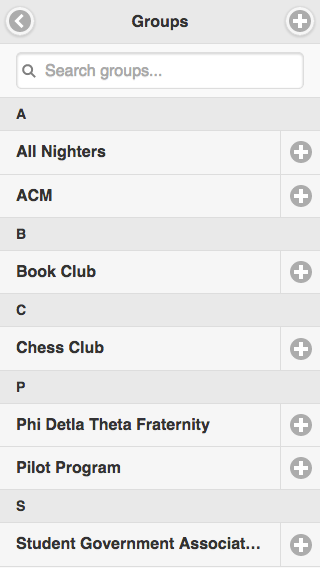 Groups
Search groups...
A
All Nighters
ACM
B
Book Club
C
Chess Club
P
Phi Detla Theta Fraternity
Pilot Program
S
Student Government Associat...